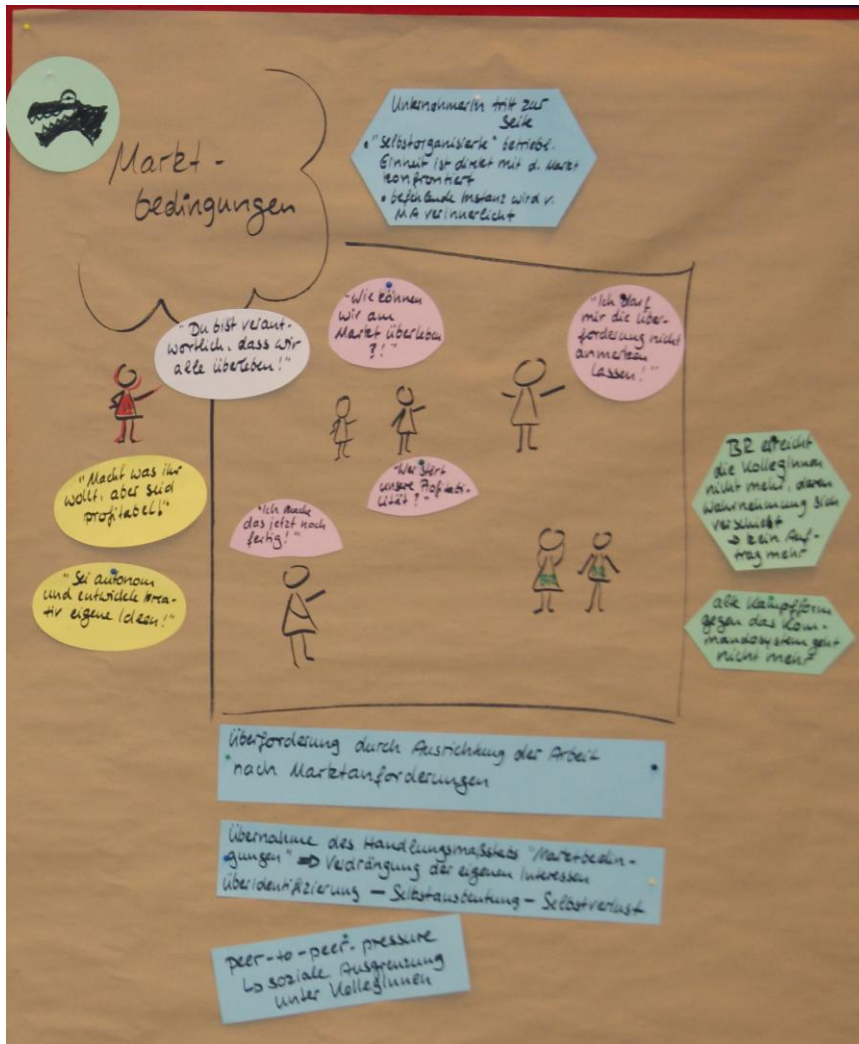 Markt-
bedingungen
UnternehmerIn tritt zur
Seite
• "Selbstorganisierte" betriebl.
Einheit ist direkt mit d. Markt
konfrontiert
• befehlende Instanz wird v.
MA verinnerlicht
"Du bist verant-
wortlich, dass wir
alle überleben!"
"Wie können
wir am
Markt überleben
?!"
"Ich darf
mir die Über-
forderung nicht
anmerken
lassen!"
"Macht was ihr
wollt, aber seid
profitabel!"
"Sei autonom
und entwickle krea-
tiv eigene Ideen!"
"Ich mache
das jetzt noch
fertig!"
"Wer stört
unsere Profitabi-
lität?"
BR
BR
BR erreicht
die KollegInnen
nicht mehr, deren
Wahrnehmung sich
verschiebt
→ kein Auf-
trag mehr
alte Kampfform
gegen das Kom-
mandosystem geht
nicht mehr
Überforderung durch Ausrichtung der Arbeit
nach Marktanforderungen
Übernahme des Handlungsmaßstabs "Marktbedin-
gungen" ⇒ Verdrängung der eigenen Interessen
Überidentifizierung – Selbstausbeutung – Selbstverlust
peer-to-peer-pressure
↳ soziale Ausgrenzung
unter KollegInnen